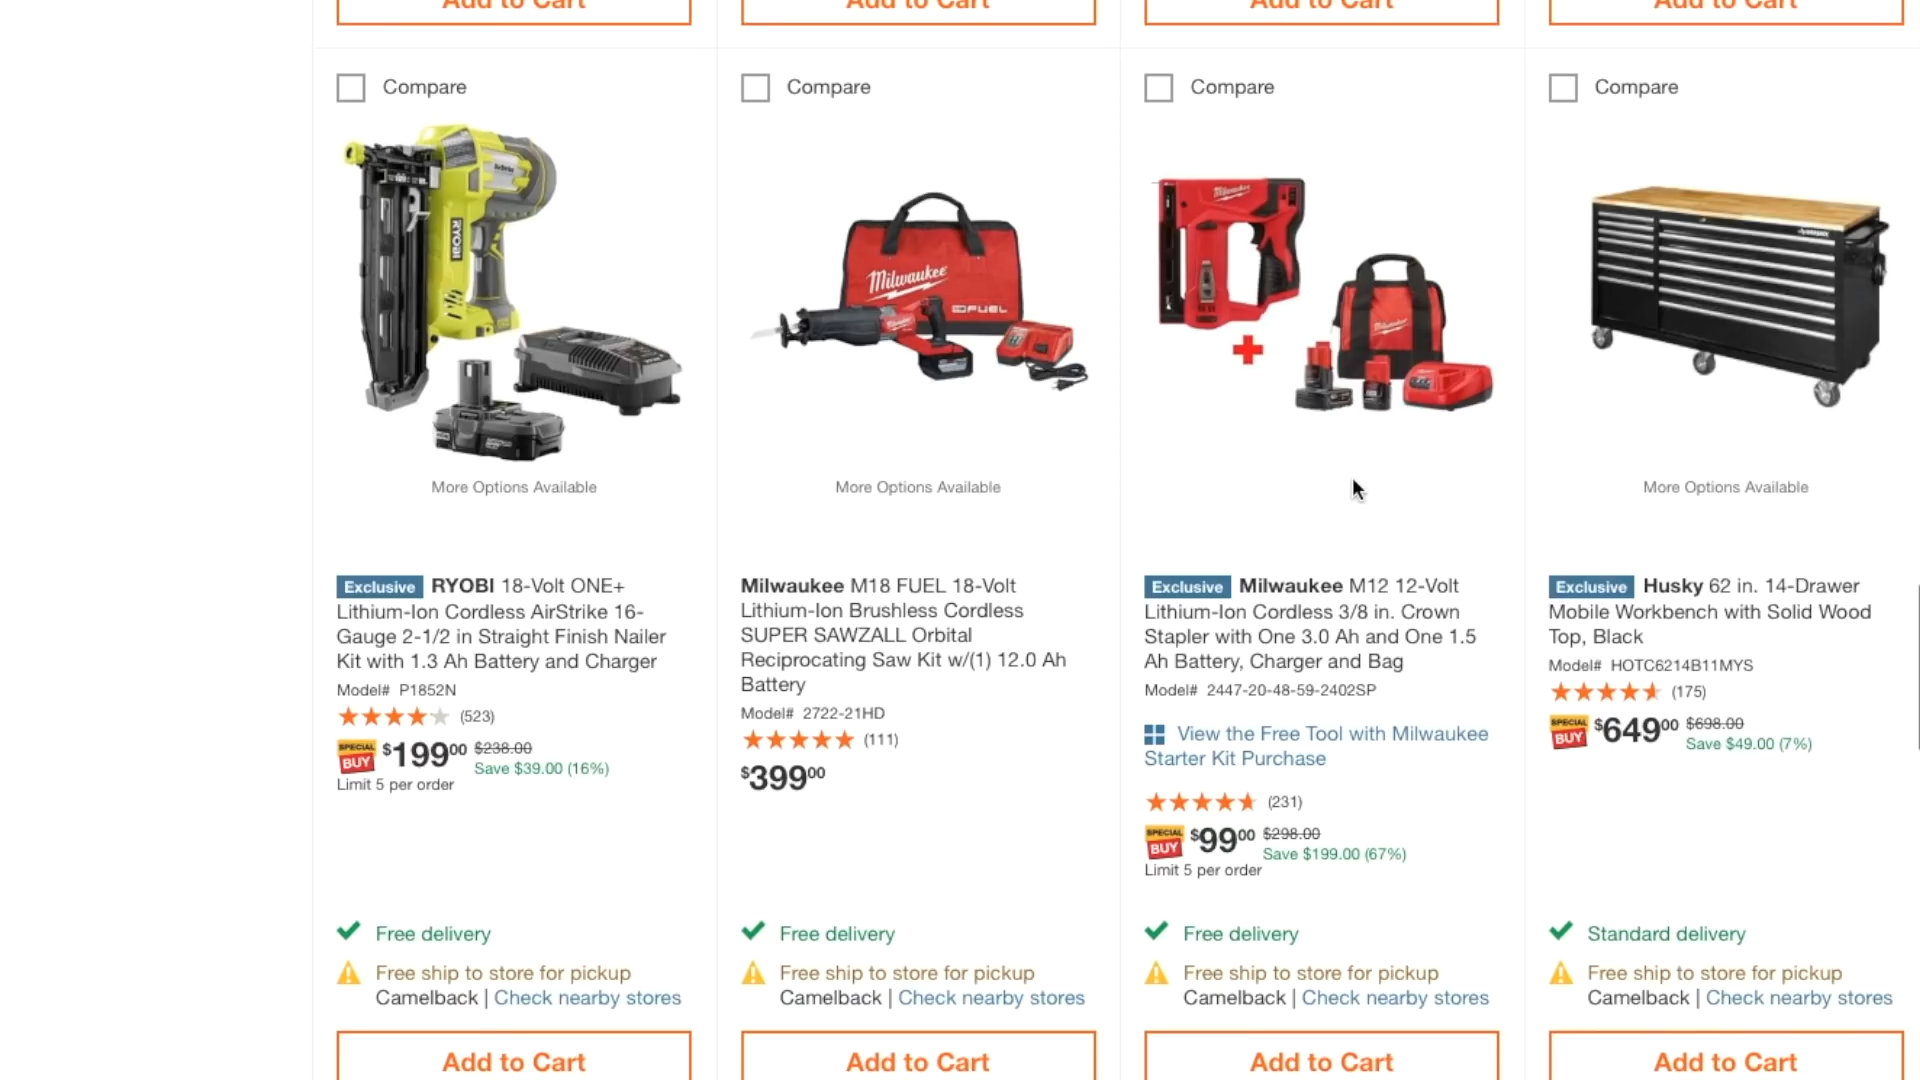 Add to Cart
Add to Cart
Add to Cart
Add to Cart
Compare
Compare
Compare
Compare
RYOBI
Milwaukee
FUEL
Milwaukee
Milwaukee
More Options Available
More Options Available
More Options Available
Exclusive RYOBI 18-Volt ONE+
Lithium-Ion Cordless AirStrike 16-
Gauge 2-1/2 in Straight Finish Nailer
Kit with 1.3 Ah Battery and Charger
Model# P1852N
(523)
SPECIAL BUY $199 00 $238.00
Save $39.00 (16%)
Limit 5 per order
Milwaukee M18 FUEL 18-Volt
Lithium-Ion Brushless Cordless
SUPER SAWZALL Orbital
Reciprocating Saw Kit w/(1) 12.0 Ah
Battery
Model# 2722-21HD
(111)
$399 00
Exclusive Milwaukee M12 12-Volt
Lithium-Ion Cordless 3/8 in. Crown
Stapler with One 3.0 Ah and One 1.5
Ah Battery, Charger and Bag
Model# 2447-20-48-59-2402SP
View the Free Tool with Milwaukee
Starter Kit Purchase
(231)
SPECIAL BUY $99 00 $298.00
Save $199.00 (67%)
Limit 5 per order
Exclusive Husky 62 in. 14-Drawer
Mobile Workbench with Solid Wood
Top, Black
Model# HOTC6214B11MYS
(175)
SPECIAL BUY $649 00 $698.00
Save $49.00 (7%)
Free delivery
Free ship to store for pickup
Camelback | Check nearby stores
Free delivery
Free ship to store for pickup
Camelback | Check nearby stores
Free delivery
Free ship to store for pickup
Camelback | Check nearby stores
Standard delivery
Free ship to store for pickup
Camelback | Check nearby stores
Add to Cart
Add to Cart
Add to Cart
Add to Cart